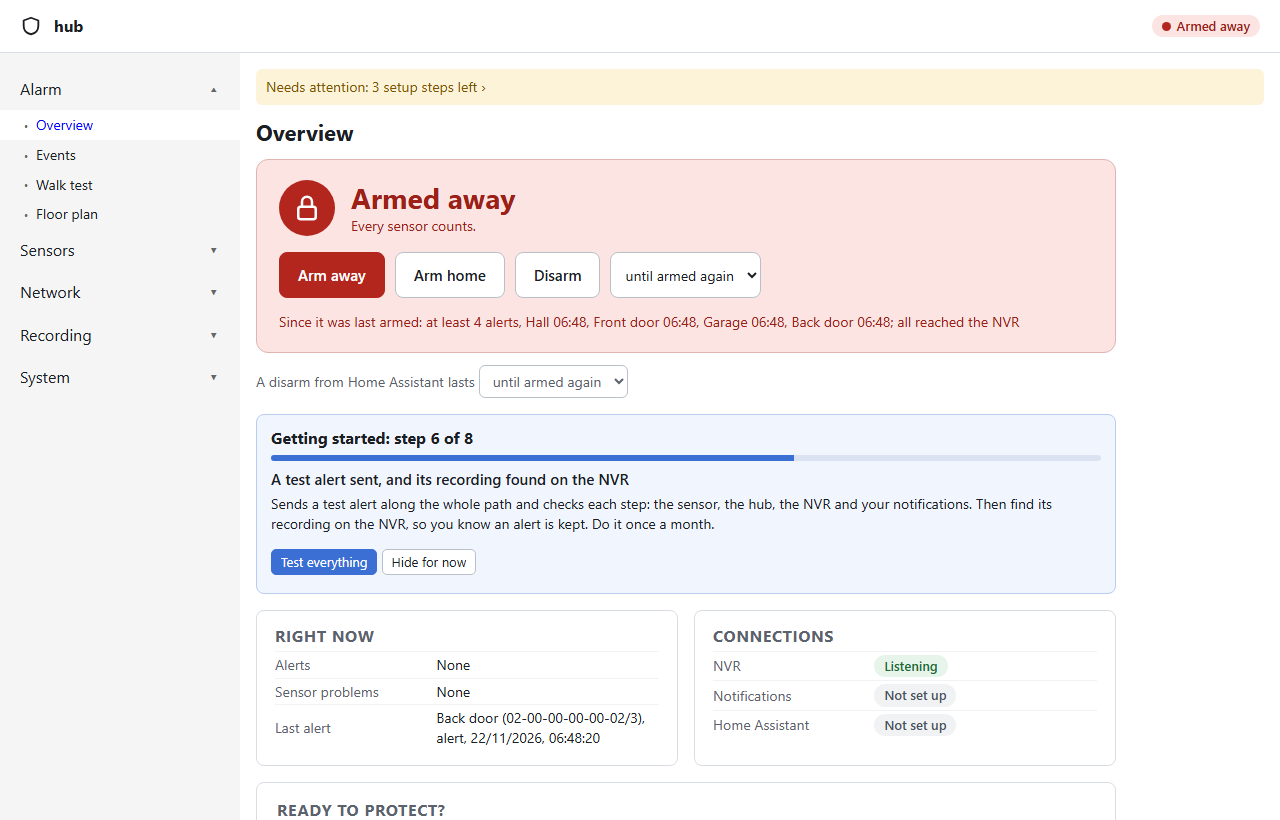 hub
Armed away
Alarm
Overview
Events
Walk test
Floor plan
Sensors
Network
Recording
System
Needs attention: 3 setup steps left ›
Overview
Armed away
Every sensor counts.
Arm away
Arm home
Disarm
until armed again
Since it was last armed: at least 4 alerts, Hall 06:48, Front door 06:48, Garage 06:48, Back door 06:48; all reached the NVR
A disarm from Home Assistant lasts until armed again
Getting started: step 6 of 8
A test alert sent, and its recording found on the NVR
Sends a test alert along the whole path and checks each step: the sensor, the hub, the NVR and your notifications. Then find its
recording on the NVR, so you know an alert is kept. Do it once a month.
Test everything
Hide for now
RIGHT NOW
Alerts None
Sensor problems None
Last alert Back door (02-00-00-00-00-02/3),
alert, 22/11/2026, 06:48:20
CONNECTIONS
NVR Listening
Notifications Not set up
Home Assistant Not set up
READY TO PROTECT?